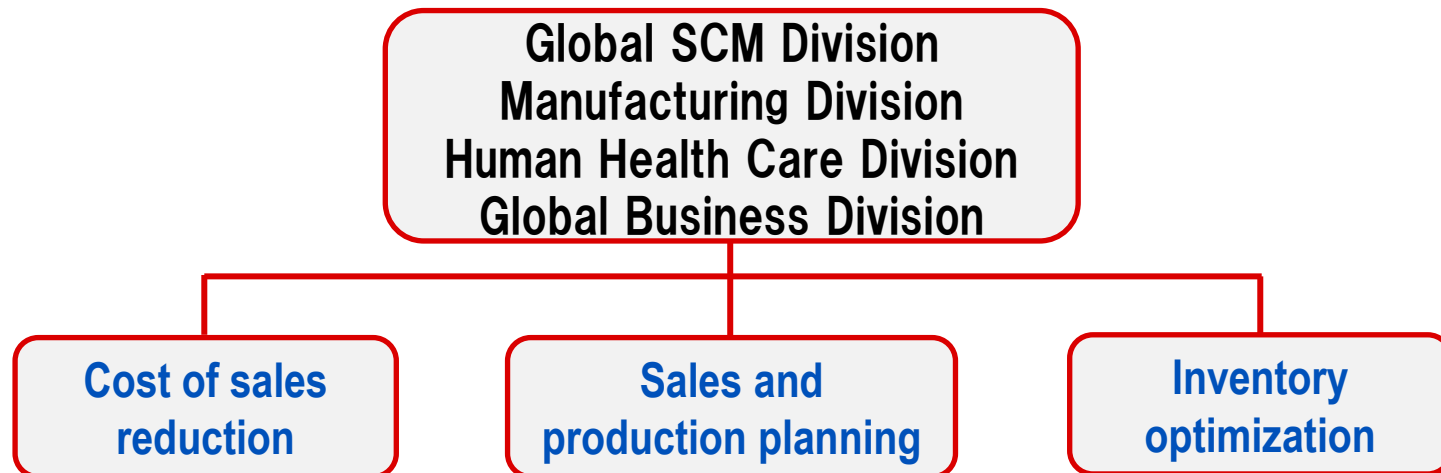 Global SCM Division
Manufacturing Division
Human Health Care Division
Global Business Division
Cost of sales
reduction
Sales and
production planning
Inventory
optimization